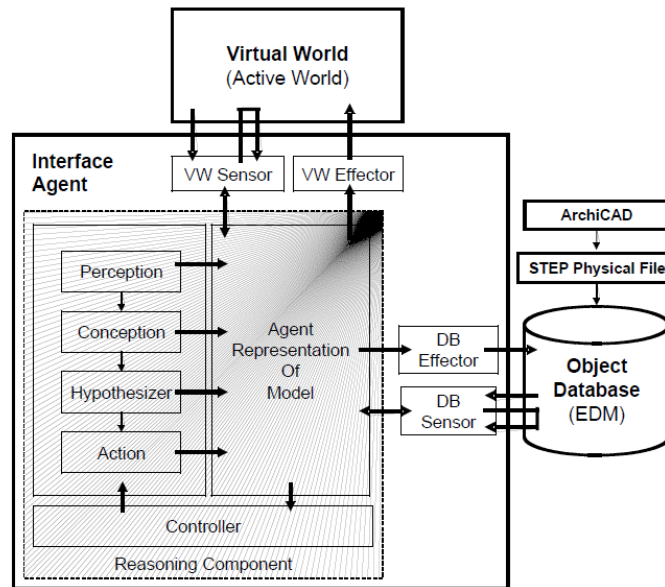 Virtual World
(Active World)
Interface
Agent
VW Sensor
VW Effector
ArchiCAD
STEP Physical File
Perception
Conception
Hypothesizer
Action
Agent
Representation
Of
Model
DB
Effector
DB
Sensor
Object
Database
(EDM)
Controller
Reasoning Component